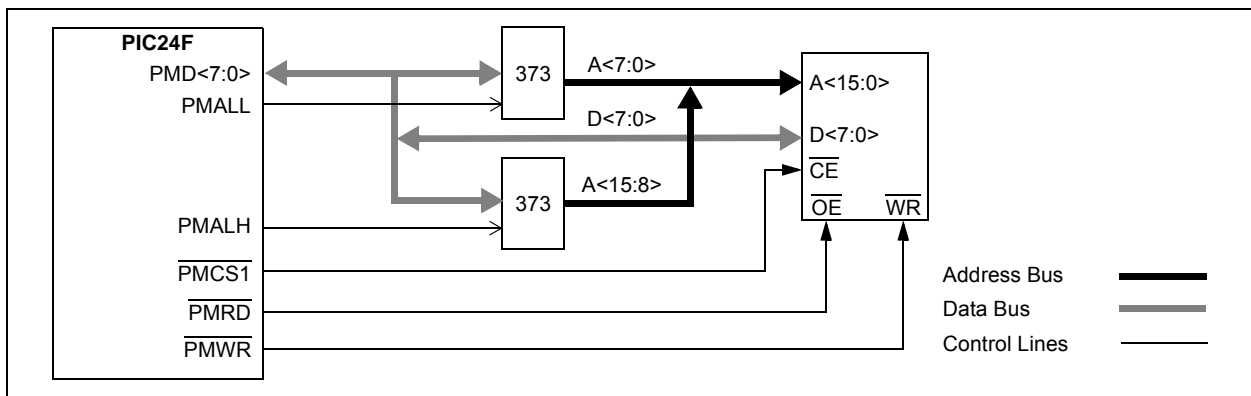 PIC24F
PMD<7:0>
PMALL
PMALH
PMCS1
PMRD
PMWR
373
373
A<7:0>
D<7:0>
A<15:8>
A<15:0>
D<7:0>
CE
OE WR
Address Bus
Data Bus
Control Lines